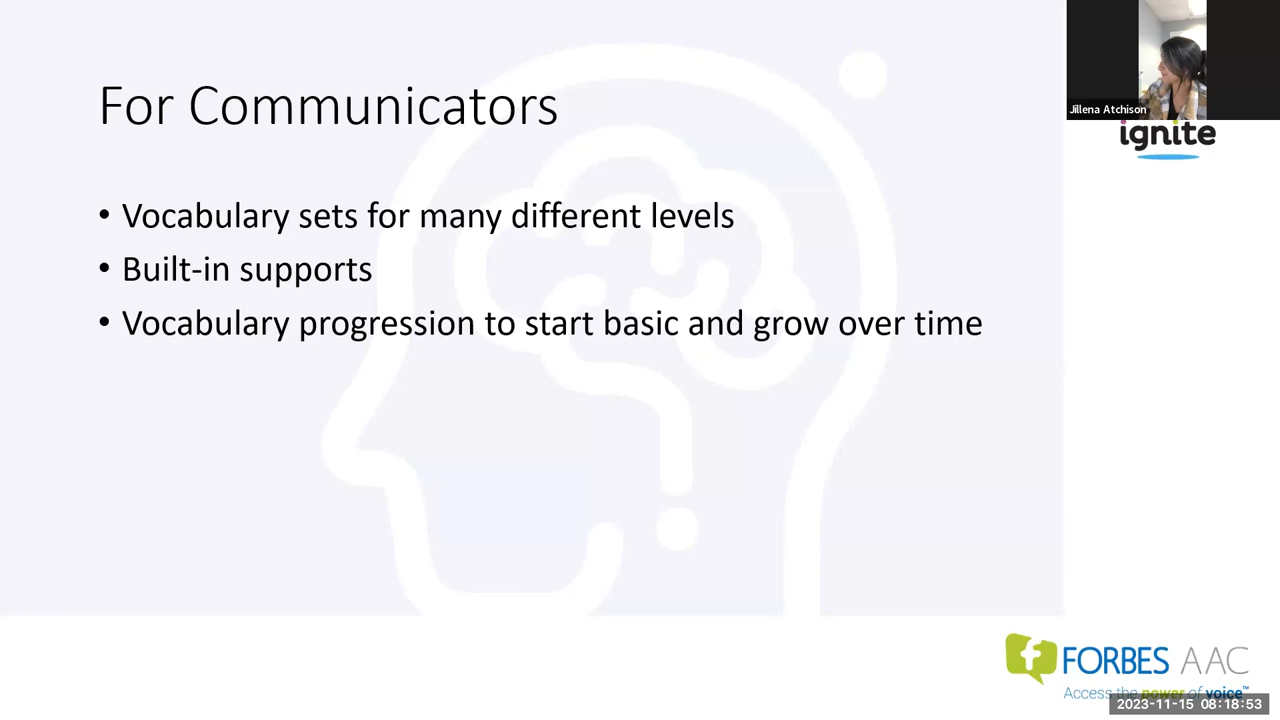 For Communicators
Jillena Atchison
ignite
• Vocabulary sets for many different levels
• Built-in supports
• Vocabulary progression to start basic and grow over time
FORBES AAC
Access the power of voice™
2023-11-15 08:18:53